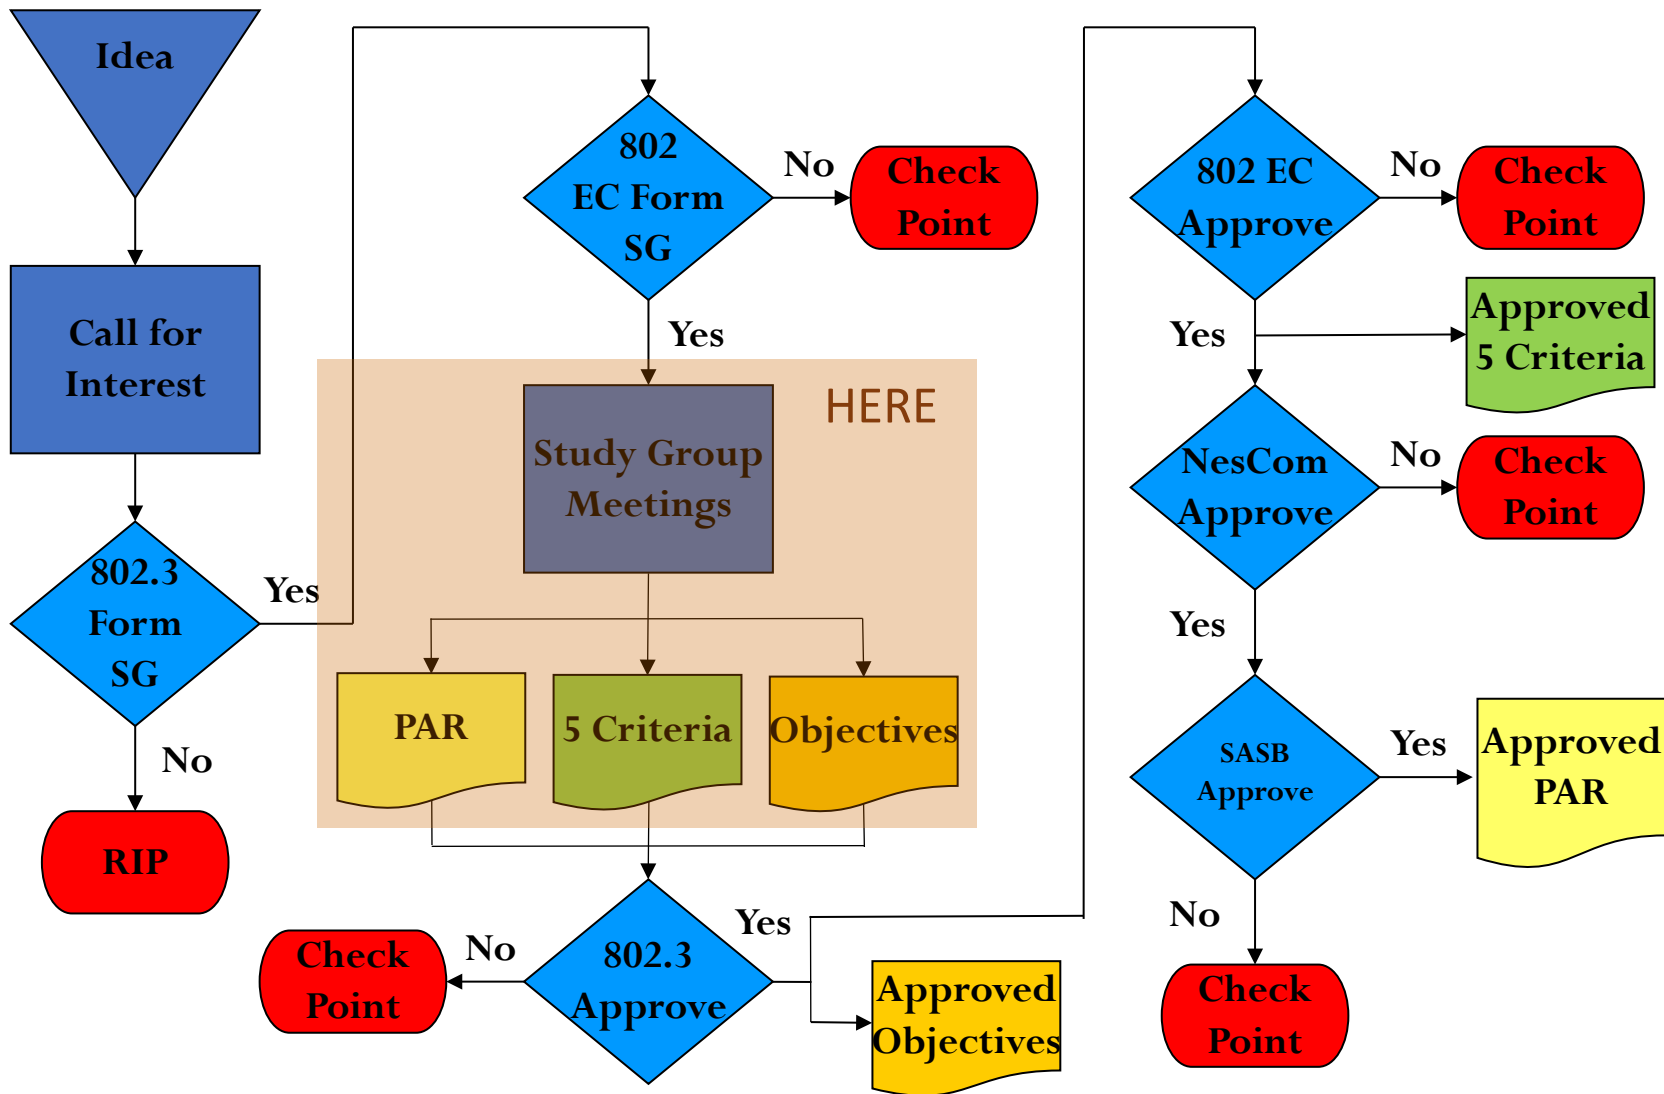 Idea
Call for
Interest
802.3
Form
SG
Yes
No
RIP
802
EC Form
SG
No
Check
Point
Yes
HERE
Study Group
Meetings
PAR
5 Criteria
Objectives
802.3
Approve
No
Check
Point
Yes
Approved
Objectives
802 EC
Approve
No
Check
Point
Yes
Approved
5 Criteria
NesCom
Approve
No
Check
Point
Yes
SASB
Approve
Yes
Approved
PAR
No
Check
Point